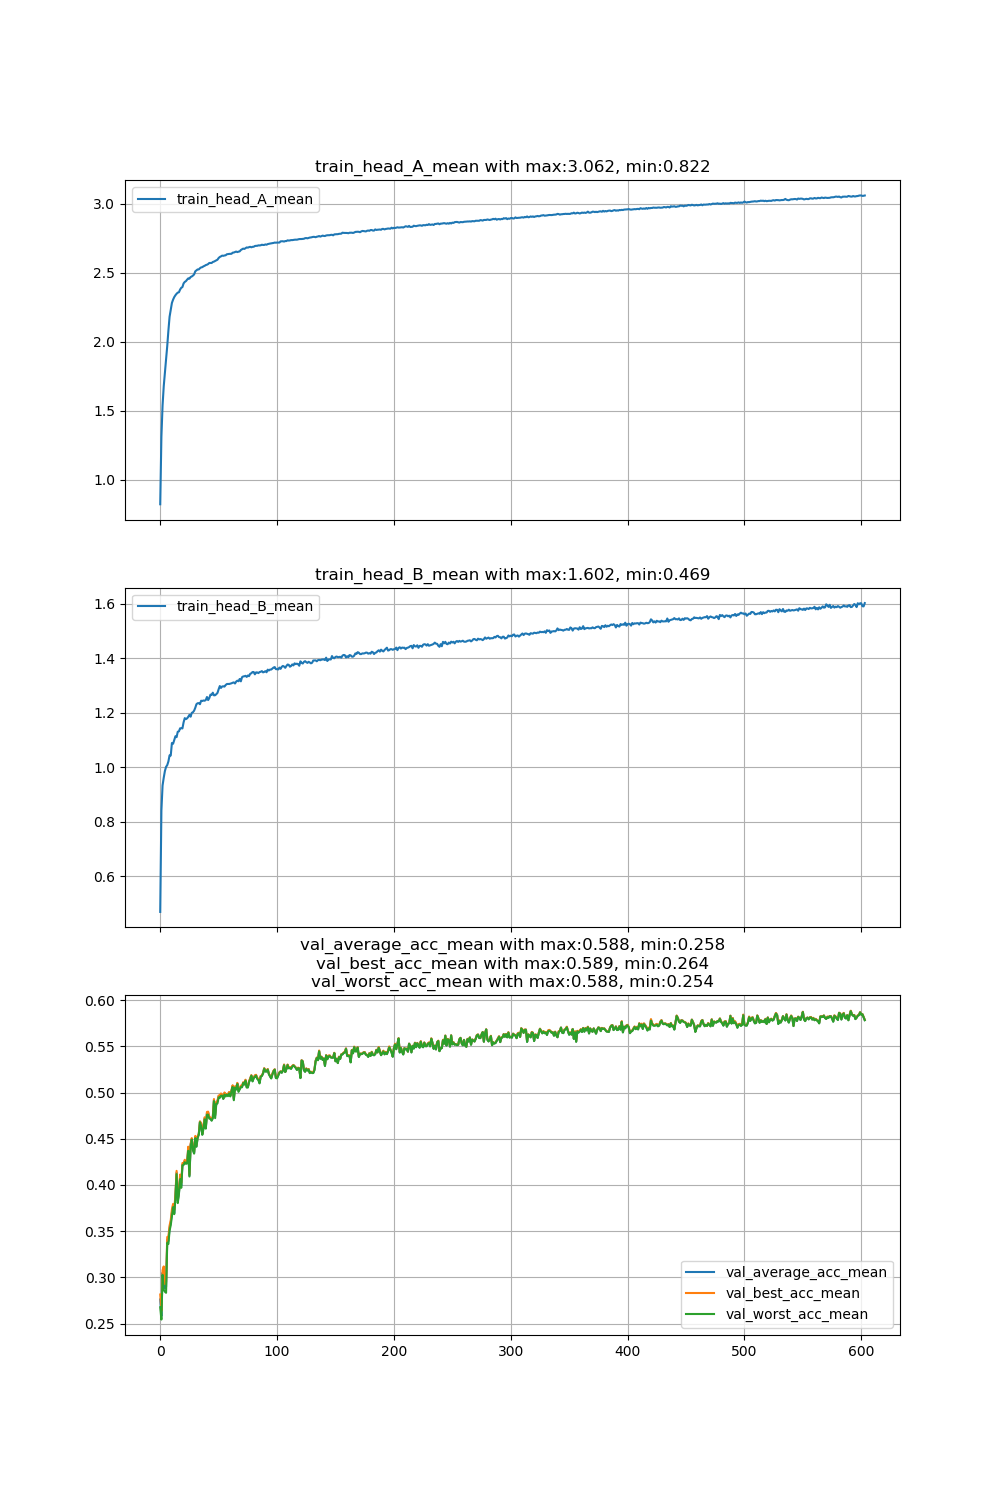 train_head_A_mean with max:3.062, min:0.822
train_head_A_mean
3.0
2.5
2.0
1.5
1.0
train_head_B_mean with max:1.602, min:0.469
train_head_B_mean
1.6
1.4
1.2
1.0
0.8
0.6
val_average_acc_mean with max:0.588, min:0.258
val_best_acc_mean with max:0.589, min:0.264
val_worst_acc_mean with max:0.588, min:0.254
0.60
0.55
0.50
0.45
0.40
0.35
0.30
0.25
val_average_acc_mean
val_best_acc_mean
val_worst_acc_mean
0 100 200 300 400 500 600